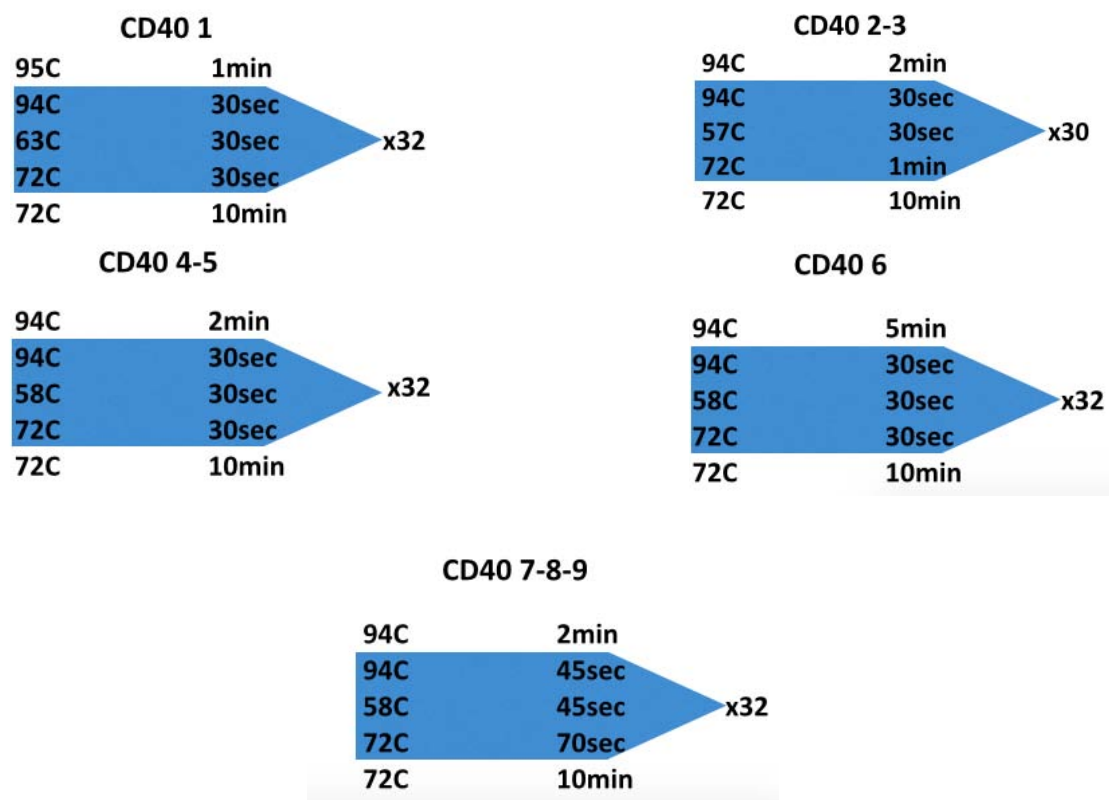 CD40 1
95C 1min
94C 30sec
63C 30sec
72C 30sec
x32
72C 10min
CD40 2-3
94C 2min
94C 30sec
57C 30sec
72C 1min
x30
72C 10min
CD40 4-5
94C 2min
94C 30sec
58C 30sec
72C 30sec
x32
72C 10min
CD40 6
94C 5min
94C 30sec
58C 30sec
72C 30sec
x32
72C 10min
CD40 7-8-9
94C 2min
94C 45sec
58C 45sec
72C 70sec
x32
72C 10min